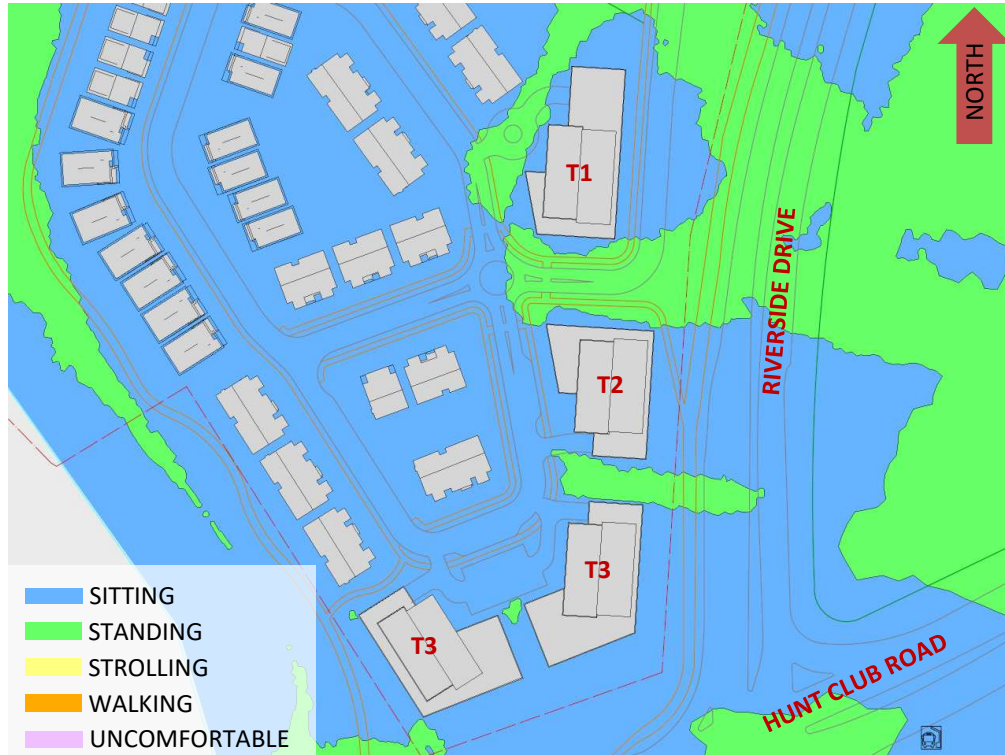 NORTH
T1
RIVERSIDE DRIVE
T2
T3
T3
HUNT CLUB ROAD
SITTING
STANDING
STROLLING
WALKING
UNCOMFORTABLE